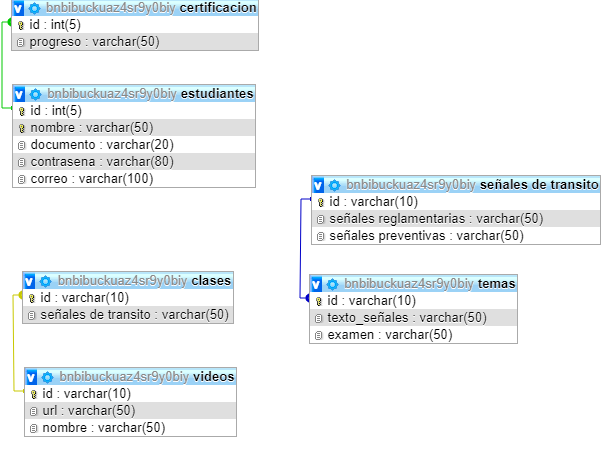 bnbibuckuaz4sr9y0biy certificacion
id : int(5)
progreso : varchar(50)
bnbibuckuaz4sr9y0biy estudiantes
id : int(5)
nombre : varchar(50)
documento : varchar(20)
contrasena : varchar(80)
correo : varchar(100)
bnbibuckuaz4sr9y0biy señales de transito
id : varchar(10)
señales reglamentarias : varchar(50)
señales preventivas : varchar(50)
bnbibuckuaz4sr9y0biy clases
id : varchar(10)
señales de transito : varchar(50)
bnbibuckuaz4sr9y0biy temas
id : varchar(10)
texto_señales : varchar(50)
examen : varchar(50)
bnbibuckuaz4sr9y0biy videos
id : varchar(10)
url : varchar(50)
nombre : varchar(50)